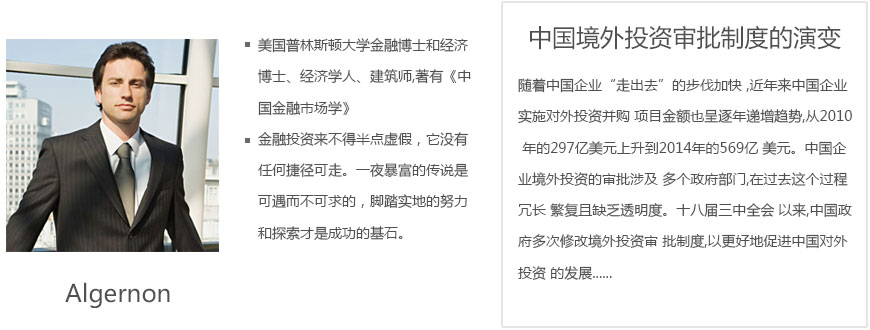 美国普林斯顿大学金融博士和经济
博士、经济学人、建筑师,著有《中
国金融市场学》
金融投资来不得半点虚假，它没有
任何捷径可走。一夜暴富的传说是
可遇而不可求的，脚踏实地的努力
和探索才是成功的基石。
Algernon
中国境外投资审批制度的演变
随着中国企业“走出去”的步伐加快 ,近年来中国企业
实施对外投资并购 项目金额也呈逐年递增趋势,从2010
年的297亿美元上升到2014年的569亿 美元。中国企
业境外投资的审批涉及 多个政府部门,在过去这个过程
冗长 繁复且缺乏透明度。十八届三中全会 以来,中国政
府多次修改境外投资审 批制度,以更好地促进中国对外
投资 的发展......